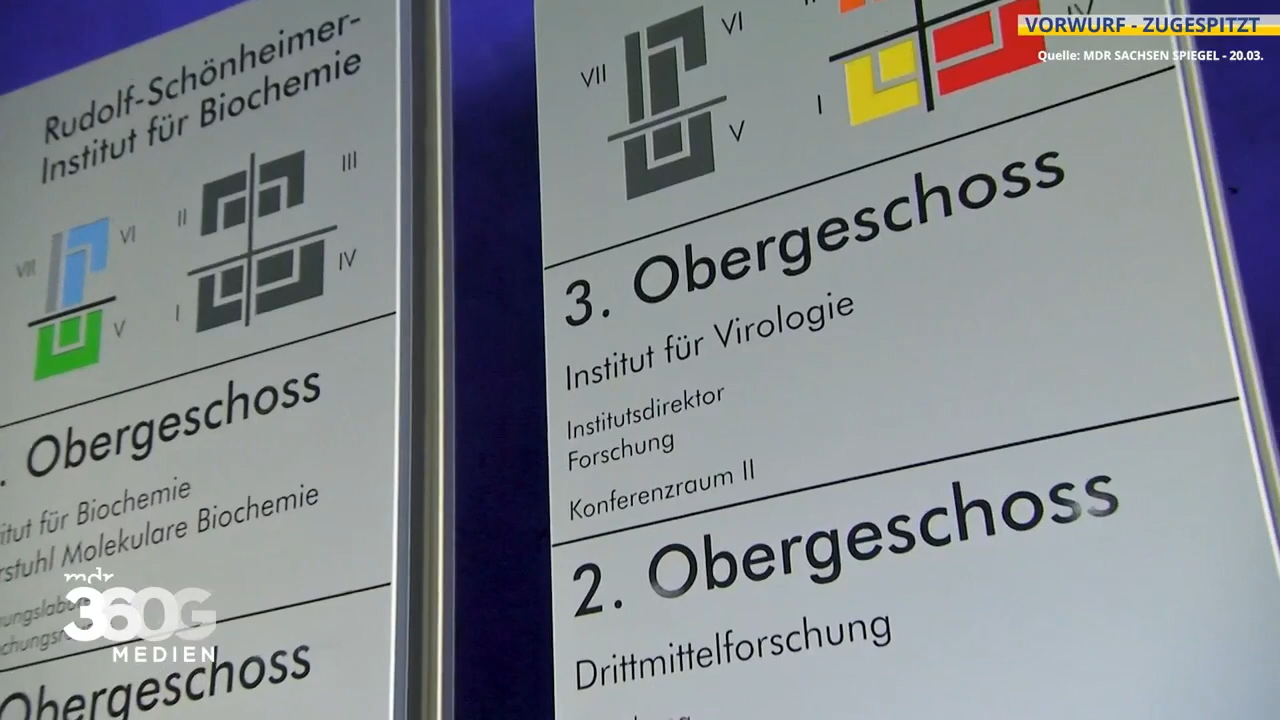 VORWURF - ZUGESPITZT
Quelle: MDR SACHSEN SPIEGEL - 20.03.
Rudolf-Schönheimer-
Institut für Biochemie
III
II
VI
VII
IV
V
I
Obergeschoss
für Biochemie
Molekulare Biochemie
Obergeschoss
VI
VII
IV
I
V
3. Obergeschoss
Institut für Virologie
Institutsdirektor
Forschung
Konferenzraum II
2. Obergeschoss
Drittmittelforschung
mdr
360G
MEDIEN